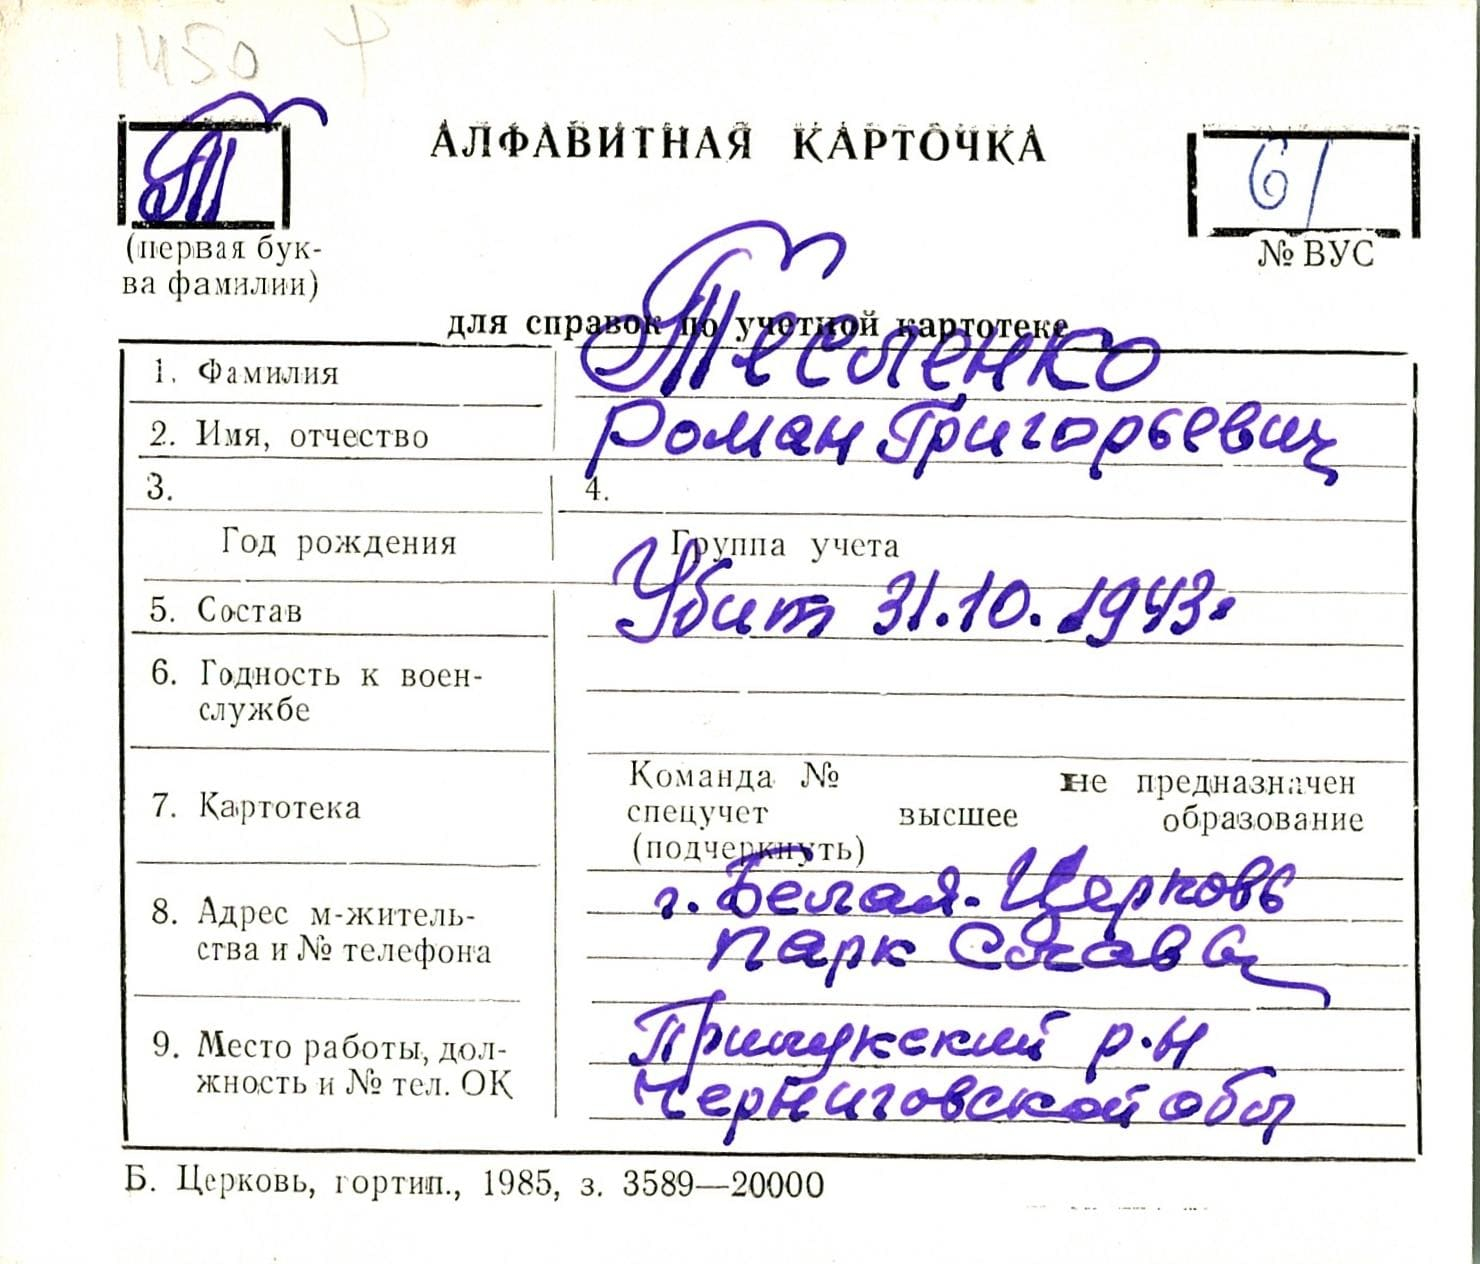 1450
Т
АЛФАВИТНАЯ КАРТОЧКА
61
(первая бук-
ва фамилии)
№ ВУС
для справок по учетной картотеке
1. Фамилия
Тесленко
2. Имя, отчество
Роман Григорьевич
3.
4.
Год рождения
Группа учета
5. Состав
Убит 31.10.1943.
6. Годность к воен-
службе
7. Картотека
Команда № не предназначен
спецучет высшее образование
(подчеркнуть)
8. Адрес м-житель-
ства и № телефона
г. Белая-Церковь
парк Славы
9. Место работы, дол-
жность и № тел. ОК
Прилукский р-н
Черниговской обл
Б. Церковь, гортип., 1985, з. 3589—20000